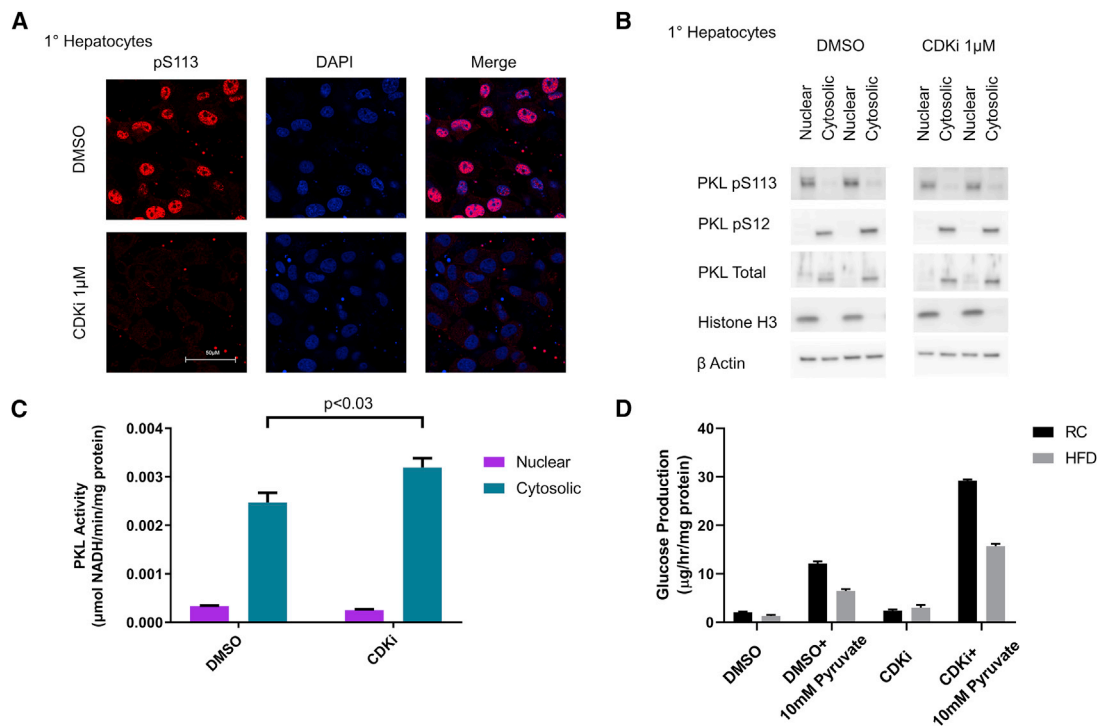 A
1° Hepatocytes
pS113
DAPI
Merge
DMSO
CDKi 1µM
50µM
B
1° Hepatocytes
DMSO
CDKi 1µM
Nuclear
Cytosolic
Nuclear
Cytosolic
Nuclear
Cytosolic
Nuclear
Cytosolic
PKL pS113
PKL pS12
PKL Total
Histone H3
β Actin
C
p<0.03
PKL Activity
(µmol NADH/min/mg protein)
0.004
0.003
0.002
0.001
0.000
DMSO
CDKi
Nuclear
Cytosolic
D
Glucose Production
(µg/hr/mg protein)
40
30
20
10
0
DMSO
DMSO+
10mM Pyruvate
CDKi
CDKi+
10mM Pyruvate
RC
HFD